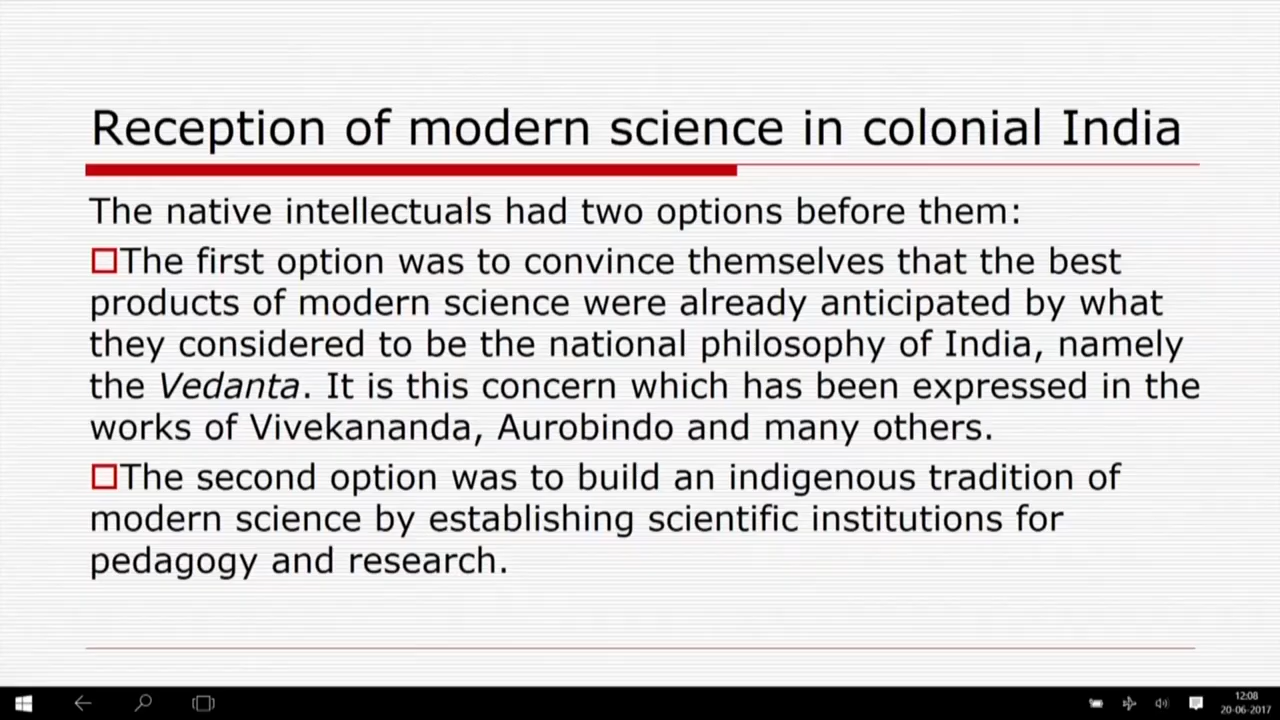 Reception of modern science in colonial India
The native intellectuals had two options before them:
The first option was to convince themselves that the best
products of modern science were already anticipated by what
they considered to be the national philosophy of India, namely
the Vedanta. It is this concern which has been expressed in the
works of Vivekananda, Aurobindo and many others.
The second option was to build an indigenous tradition of
modern science by establishing scientific institutions for
pedagogy and research.
12:08
20-06-2017